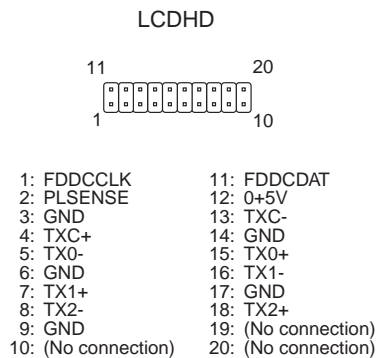 LCDHD
11 20
1 10
1: FDDCCLK
2: PLSENSE
3: GND
4: TXC+
5: TX0-
6: GND
7: TX1+
8: TX2-
9: GND
10: (No connection)
11: FDDCDAT
12: 0+5V
13: TXC-
14: GND
15: TX0+
16: TX1-
17: GND
18: TX2+
19: (No connection)
20: (No connection)